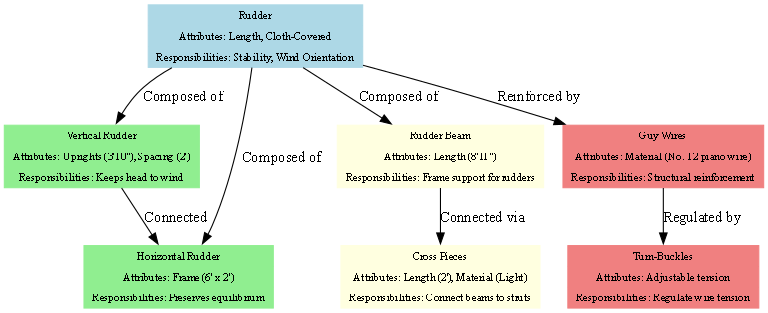 Rudder
Attributes: Length, Cloth-Covered
Responsibilities: Stability, Wind Orientation
Composed of
Composed of
Reinforced by
Composed of
Vertical Rudder
Attributes: Uprights (3'10"), Spacing (2')
Responsibilities: Keeps head to wind
Rudder Beam
Attributes: Length (8'11")
Responsibilities: Frame support for rudders
Guy Wires
Attributes: Material (No. 12 piano wire)
Responsibilities: Structural reinforcement
Connected
Connected via
Regulated by
Horizontal Rudder
Attributes: Frame (6' x 2')
Responsibilities: Preserves equilibrium
Cross Pieces
Attributes: Length (2'), Material (Light)
Responsibilities: Connect beams to struts
Turn-Buckles
Attributes: Adjustable tension
Responsibilities: Regulate wire tension